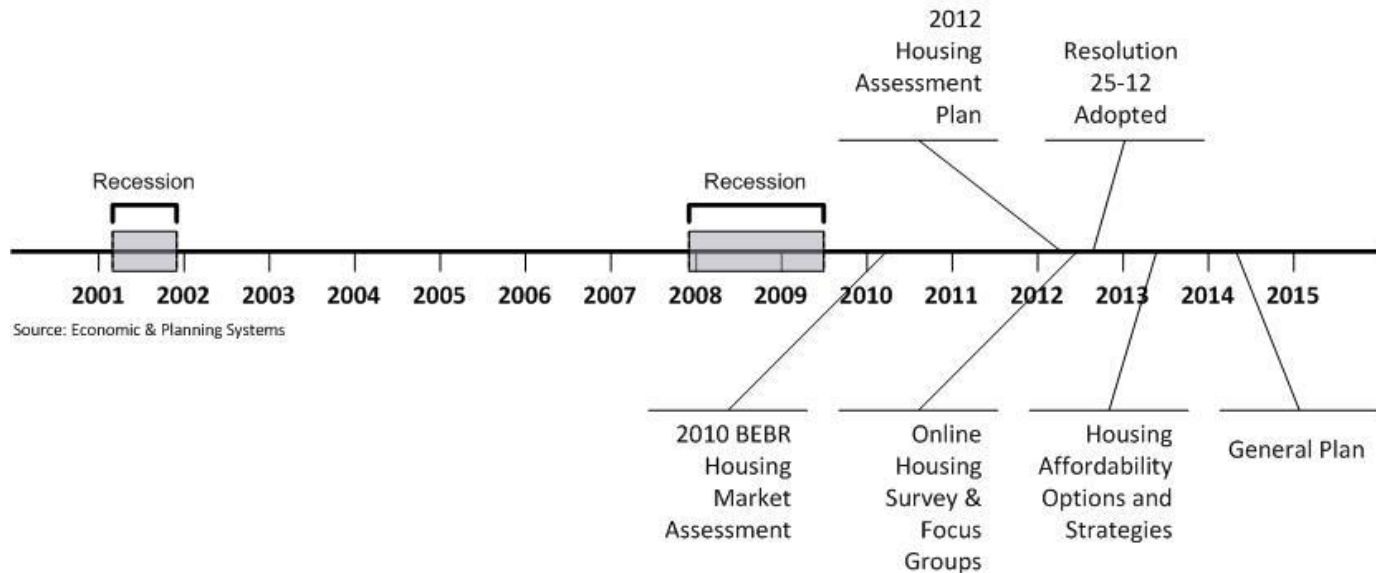 2012
Housing
Assessment
Plan
Resolution
25-12
Adopted
Recession
Recession
2001 2002 2003 2004 2005 2006 2007 2008 2009 2010 2011 2012 2013 2014 2015
Source: Economic & Planning Systems
2010 BEBR
Housing
Market
Assessment
Online
Housing
Survey &
Focus
Groups
Housing
Affordability
Options and
Strategies
General Plan